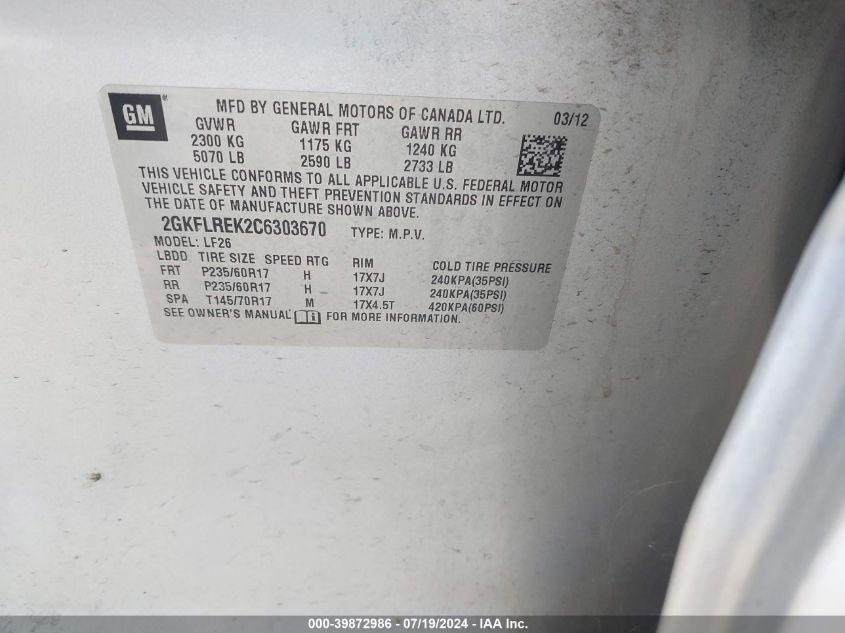 GM ® MFD BY GENERAL MOTORS OF CANADA LTD. 03/12
GVWR GAWR FRT GAWR RR
2300 KG 1175 KG 1240 KG
5070 LB 2590 LB 2733 LB
THIS VEHICLE CONFORMS TO ALL APPLICABLE U.S. FEDERAL MOTOR
VEHICLE SAFETY AND THEFT PREVENTION STANDARDS IN EFFECT ON
THE DATE OF MANUFACTURE SHOWN ABOVE.
2GKFLREK2C6303670 TYPE: M.P.V.
MODEL: LF26
LBDD TIRE SIZE SPEED RTG RIM COLD TIRE PRESSURE
FRT P235/60R17 H 17X7J 240KPA(35PSI)
RR P235/60R17 H 17X7J 240KPA(35PSI)
SPA T145/70R17 M 17X4.5T 420KPA(60PSI)
SEE OWNER'S MANUAL FOR MORE INFORMATION.
000-39872986 - 07/19/2024 - IAA Inc.